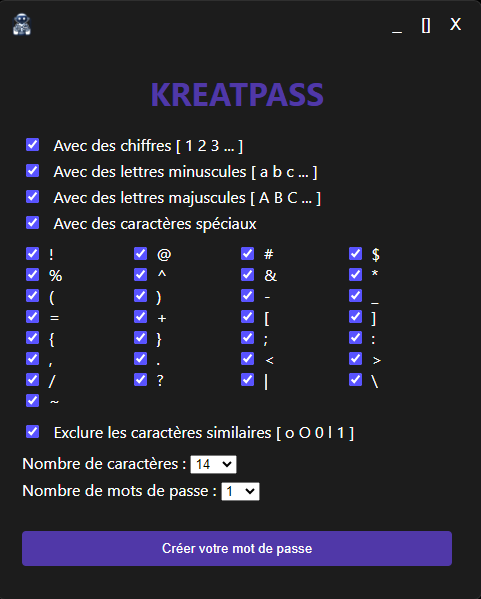 _ [] X
KREATPASS
Avec des chiffres [ 1 2 3 ... ]
Avec des lettres minuscules [ a b c ... ]
Avec des lettres majuscules [ A B C ... ]
Avec des caractères spéciaux
! @ # $
% ^ & *
( ) - _
= + [ ]
{ } ; :
, . < >
/ ? | \
~
Exclure les caractères similaires [ o O 0 l 1 ]
Nombre de caractères : 14
Nombre de mots de passe : 1
Créer votre mot de passe